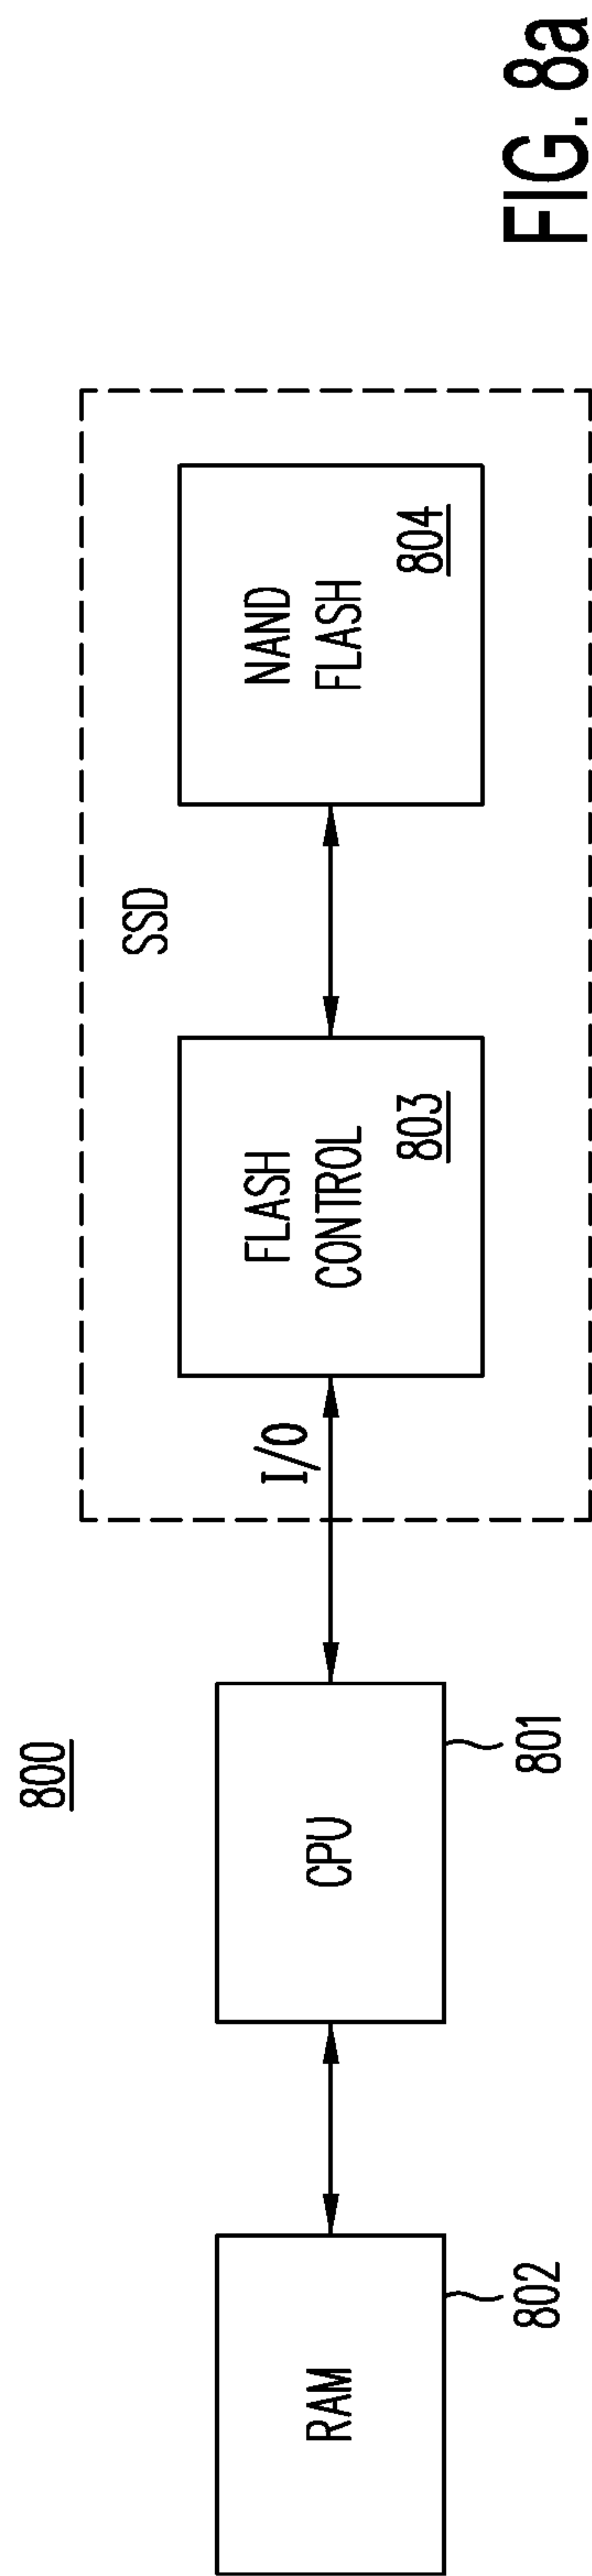 800
SSD
RAM
802
CPU
801
I/O
FLASH
CONTROL
803
NAND
FLASH
804
FIG. 8a